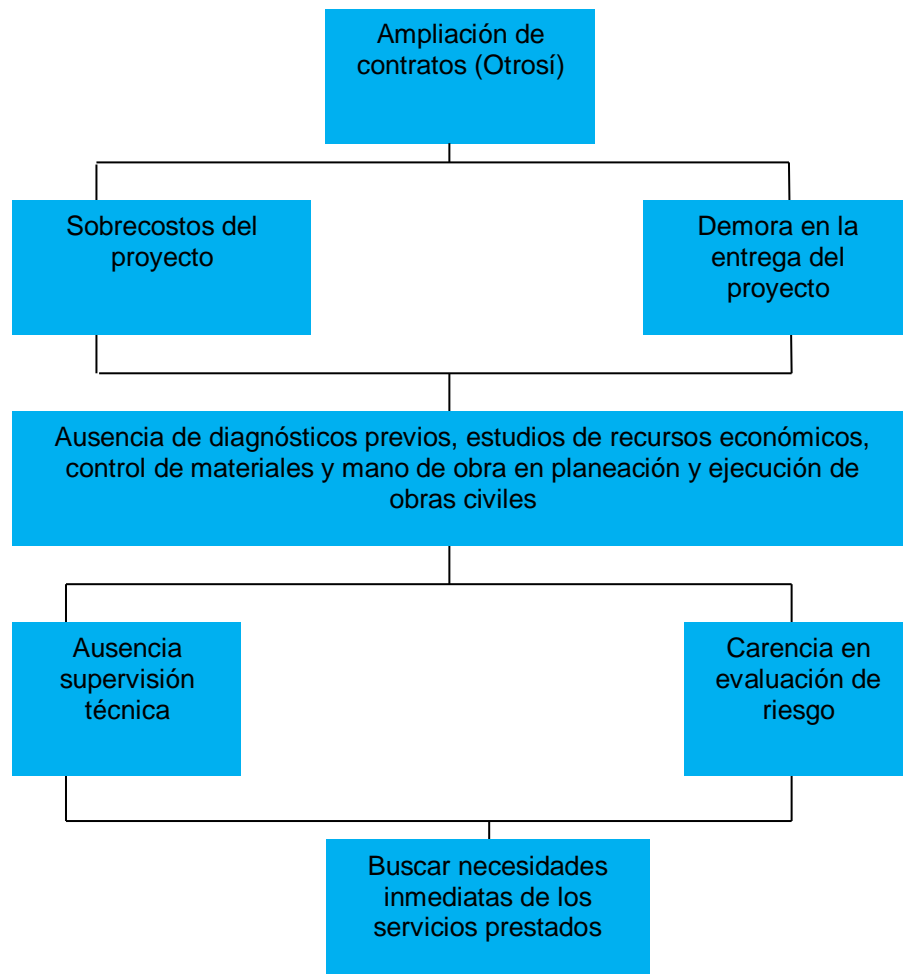 Ampliación de
contratos (Otrosí)
Sobrecostos del
proyecto
Demora en la
entrega del
proyecto
Ausencia de diagnósticos previos, estudios de recursos económicos,
control de materiales y mano de obra en planeación y ejecución de
obras civiles
Ausencia
supervisión
técnica
Carencia en
evaluación de
riesgo
Buscar necesidades
inmediatas de los
servicios prestados